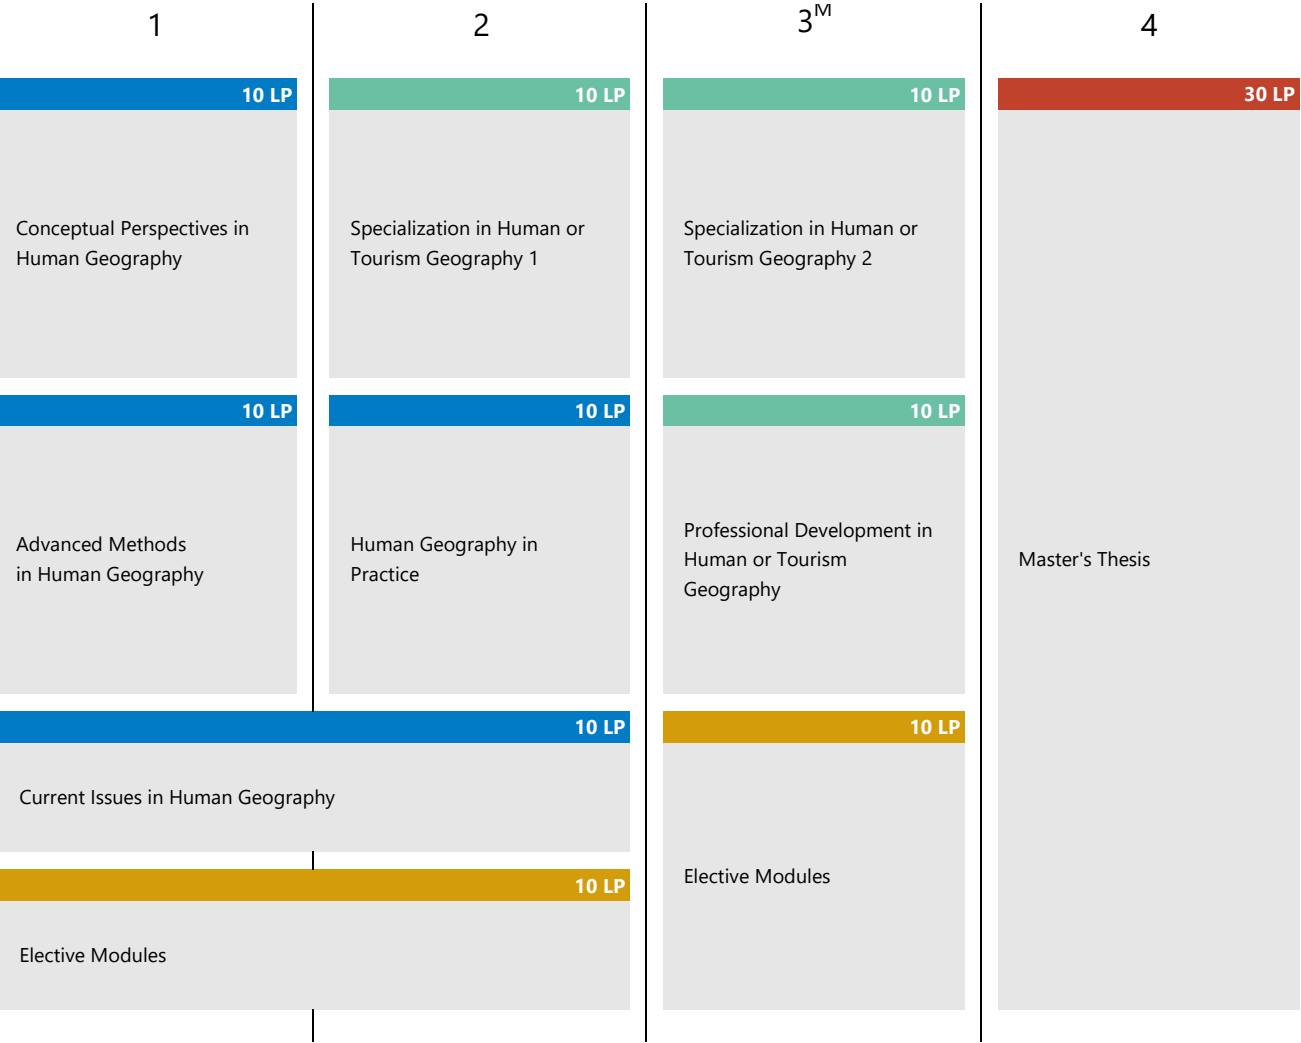 1
2
3M
4
10 LP
10 LP
10 LP
30 LP
Conceptual Perspectives in
Human Geography
Specialization in Human or
Tourism Geography 1
Specialization in Human or
Tourism Geography 2
10 LP
10 LP
10 LP
Advanced Methods
in Human Geography
Human Geography in
Practice
Professional Development in
Human or Tourism
Geography
Master's Thesis
10 LP
10 LP
Current Issues in Human Geography
Elective Modules
10 LP
Elective Modules